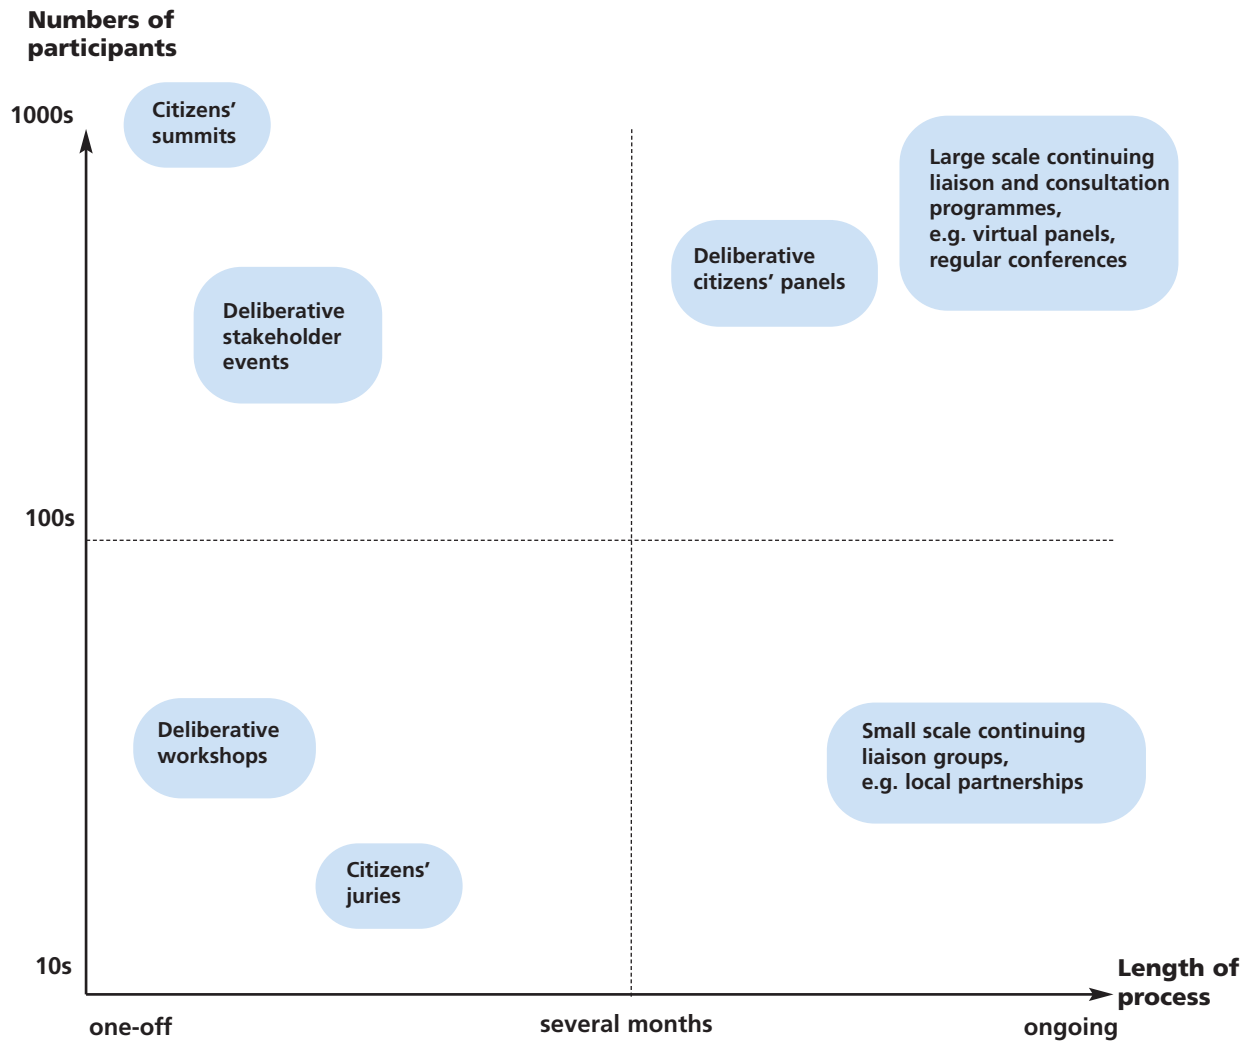 Numbers of
participants
1000s
Citizens’
summits
Large scale continuing
liaison and consultation
programmes,
e.g. virtual panels,
regular conferences
Deliberative
citizens’ panels
Deliberative
stakeholder
events
100s
Deliberative
workshops
Small scale continuing
liaison groups,
e.g. local partnerships
Citizens’
juries
10s
Length of
process
one-off
several months
ongoing